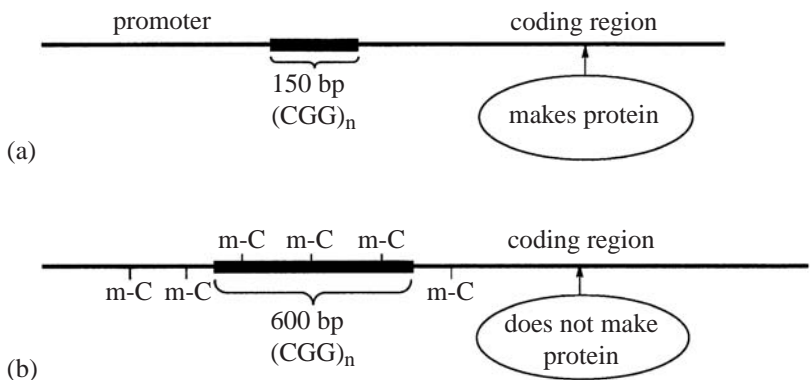 promoter
coding region
150 bp
(CGG)n
makes protein
(a)
m-C m-C m-C
coding region
m-C m-C m-C
600 bp
(CGG)n
does not make
protein
(b)